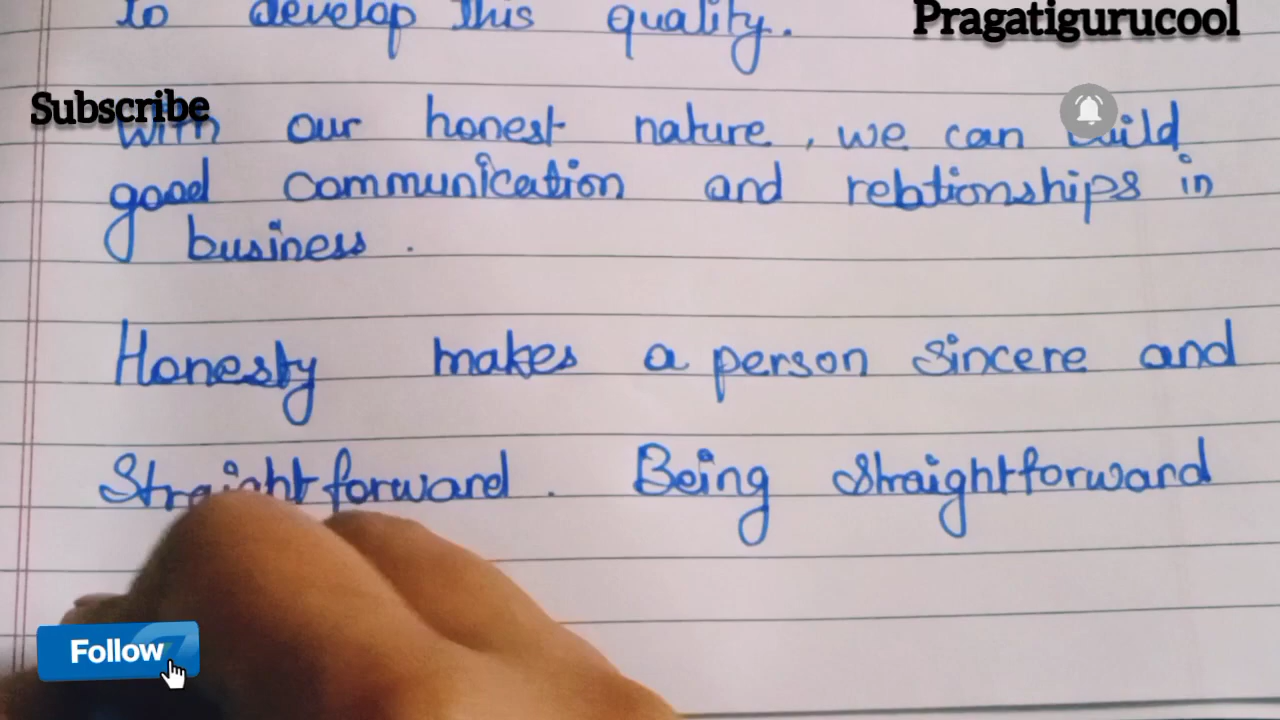 to develop this quality.
Pragatigurucool
Subscribe
With our honest nature, we can build
good communication and relationships in
business.
Honesty makes a person sincere and
Straightforward. Being straightforward
Follow